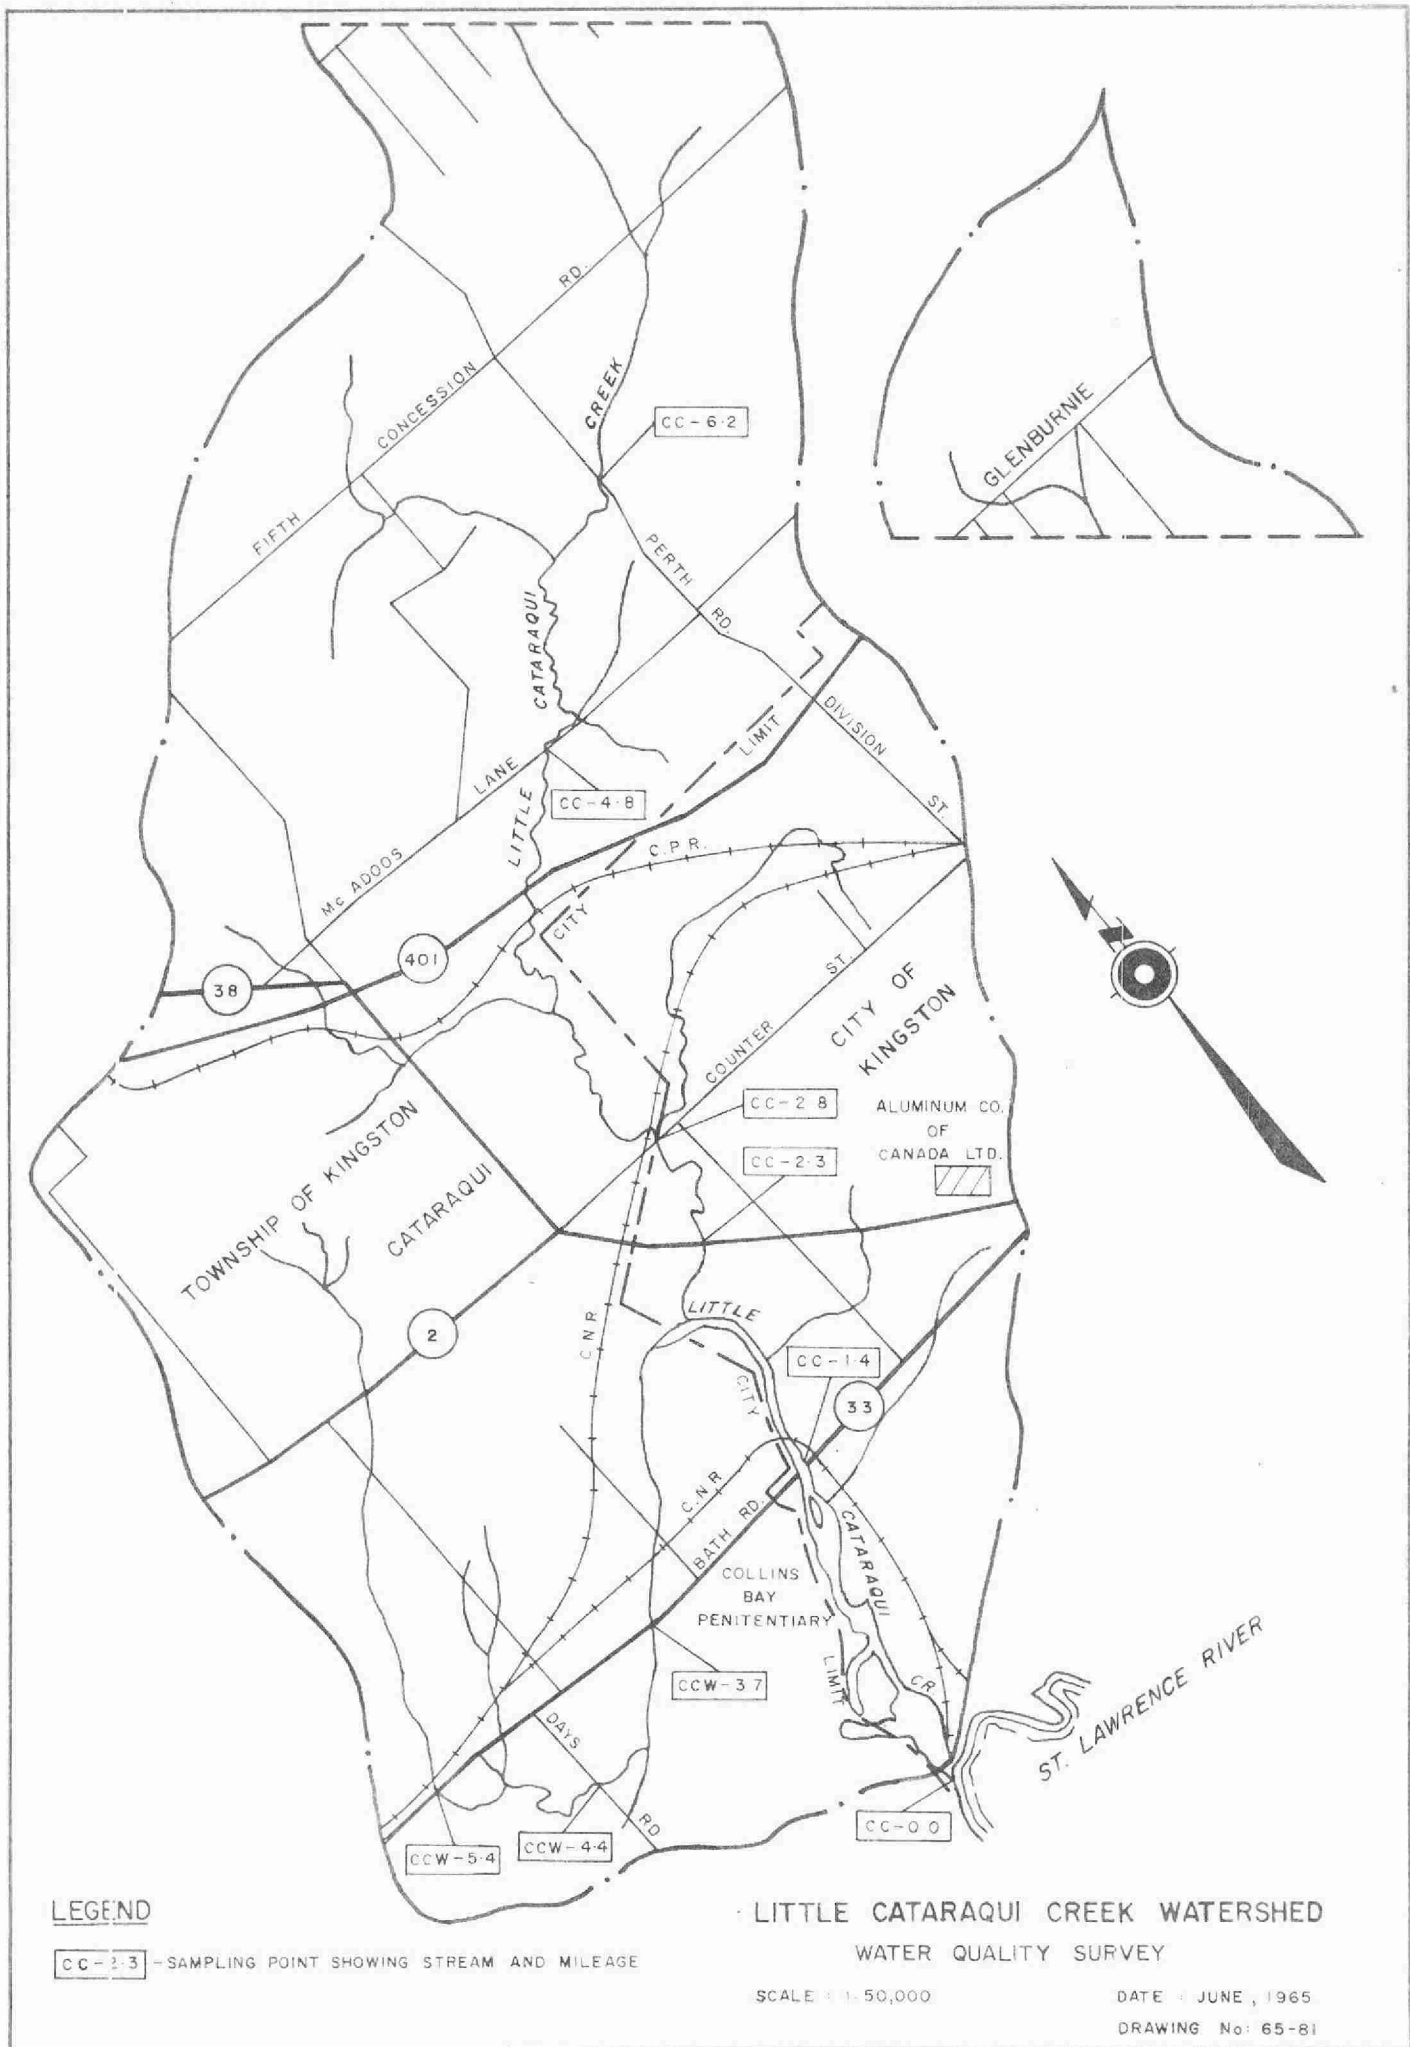 FIFTH CONCESSION RD.
CREEK
CC-6·2
GLENBURNIE
PERTH RD.
CATARAQUI
LIMIT
DIVISION ST.
Mc ADOOS LANE
LITTLE
CC-4·8
C.P.R.
CITY
38
401
COUNTER ST.
CITY OF
KINGSTON
CC-2 8
ALUMINUM CO.
OF
CANADA LTD.
CC-2·3
TOWNSHIP OF KINGSTON
CATARAQUI
2
C N R
LITTLE
CC-1·4
CITY
33
C.N.R
BATH RD.
CATARAQUI
COLLINS
BAY
PENITENTIARY
LIMIT
CR.
CCW-3 7
DAYS RD
ST. LAWRENCE RIVER
CCW-5·4
CCW-4·4
CC-0 0
LEGEND
CC-2·3 -SAMPLING POINT SHOWING STREAM AND MILEAGE
LITTLE CATARAQUI CREEK WATERSHED
WATER QUALITY SURVEY
SCALE : 1:50,000
DATE : JUNE, 1965
DRAWING No: 65-81